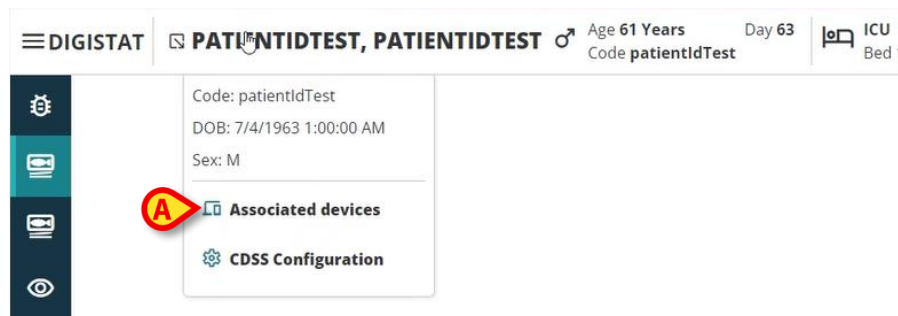 DIGISTAT
PATIENTIDTEST, PATIENTIDTEST
Age 61 Years Day 63
Code patientIdTest
ICU
Bed
Code: patientIdTest
DOB: 7/4/1963 1:00:00 AM
Sex: M
A
Associated devices
CDSS Configuration